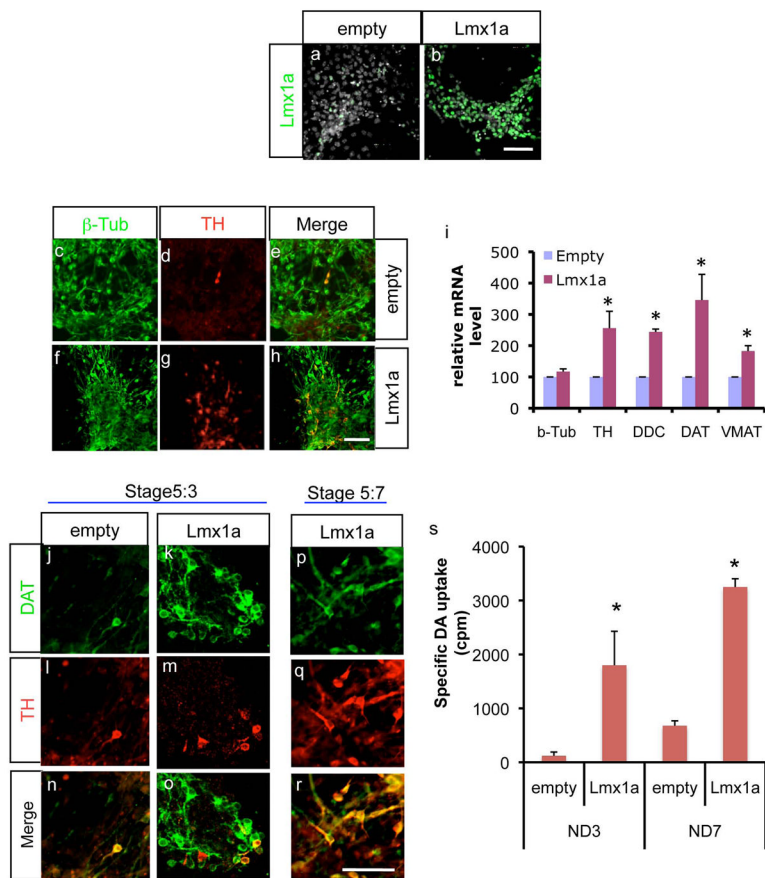 empty Lmx1a
Lmx1a
a b
β-Tub TH Merge
c d e
empty
f g h
Lmx1a
i
Empty
Lmx1a
relative mRNA
level
500
400
300
200
100
0
* * * *
b-Tub TH DDC DAT VMAT
Stage5:3 Stage 5:7
empty Lmx1a Lmx1a
DAT
j k p
TH
l m q
Merge
n o r
s
Specific DA uptake
(cpm)
4000
3000
2000
1000
0
* *
empty Lmx1a empty Lmx1a
ND3 ND7